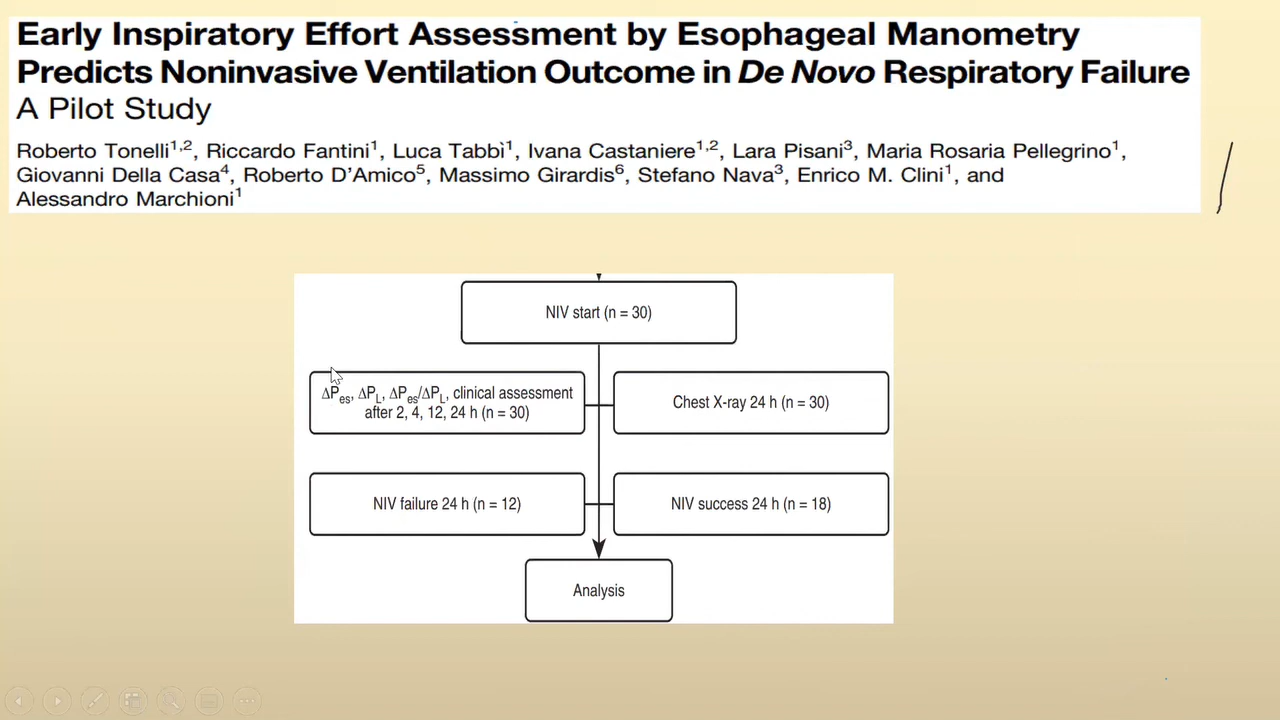 Early Inspiratory Effort Assessment by Esophageal Manometry
Predicts Noninvasive Ventilation Outcome in De Novo Respiratory Failure
A Pilot Study
Roberto Tonelli1,2, Riccardo Fantini1, Luca Tabbì1, Ivana Castaniere1,2, Lara Pisani3, Maria Rosaria Pellegrino1,
Giovanni Della Casa4, Roberto D'Amico5, Massimo Girardis6, Stefano Nava3, Enrico M. Clini1, and
Alessandro Marchioni1
NIV start (n = 30)
ΔPes, ΔPL, ΔPes/ΔPL, clinical assessment
after 2, 4, 12, 24 h (n = 30)
Chest X-ray 24 h (n = 30)
NIV failure 24 h (n = 12)
NIV success 24 h (n = 18)
Analysis